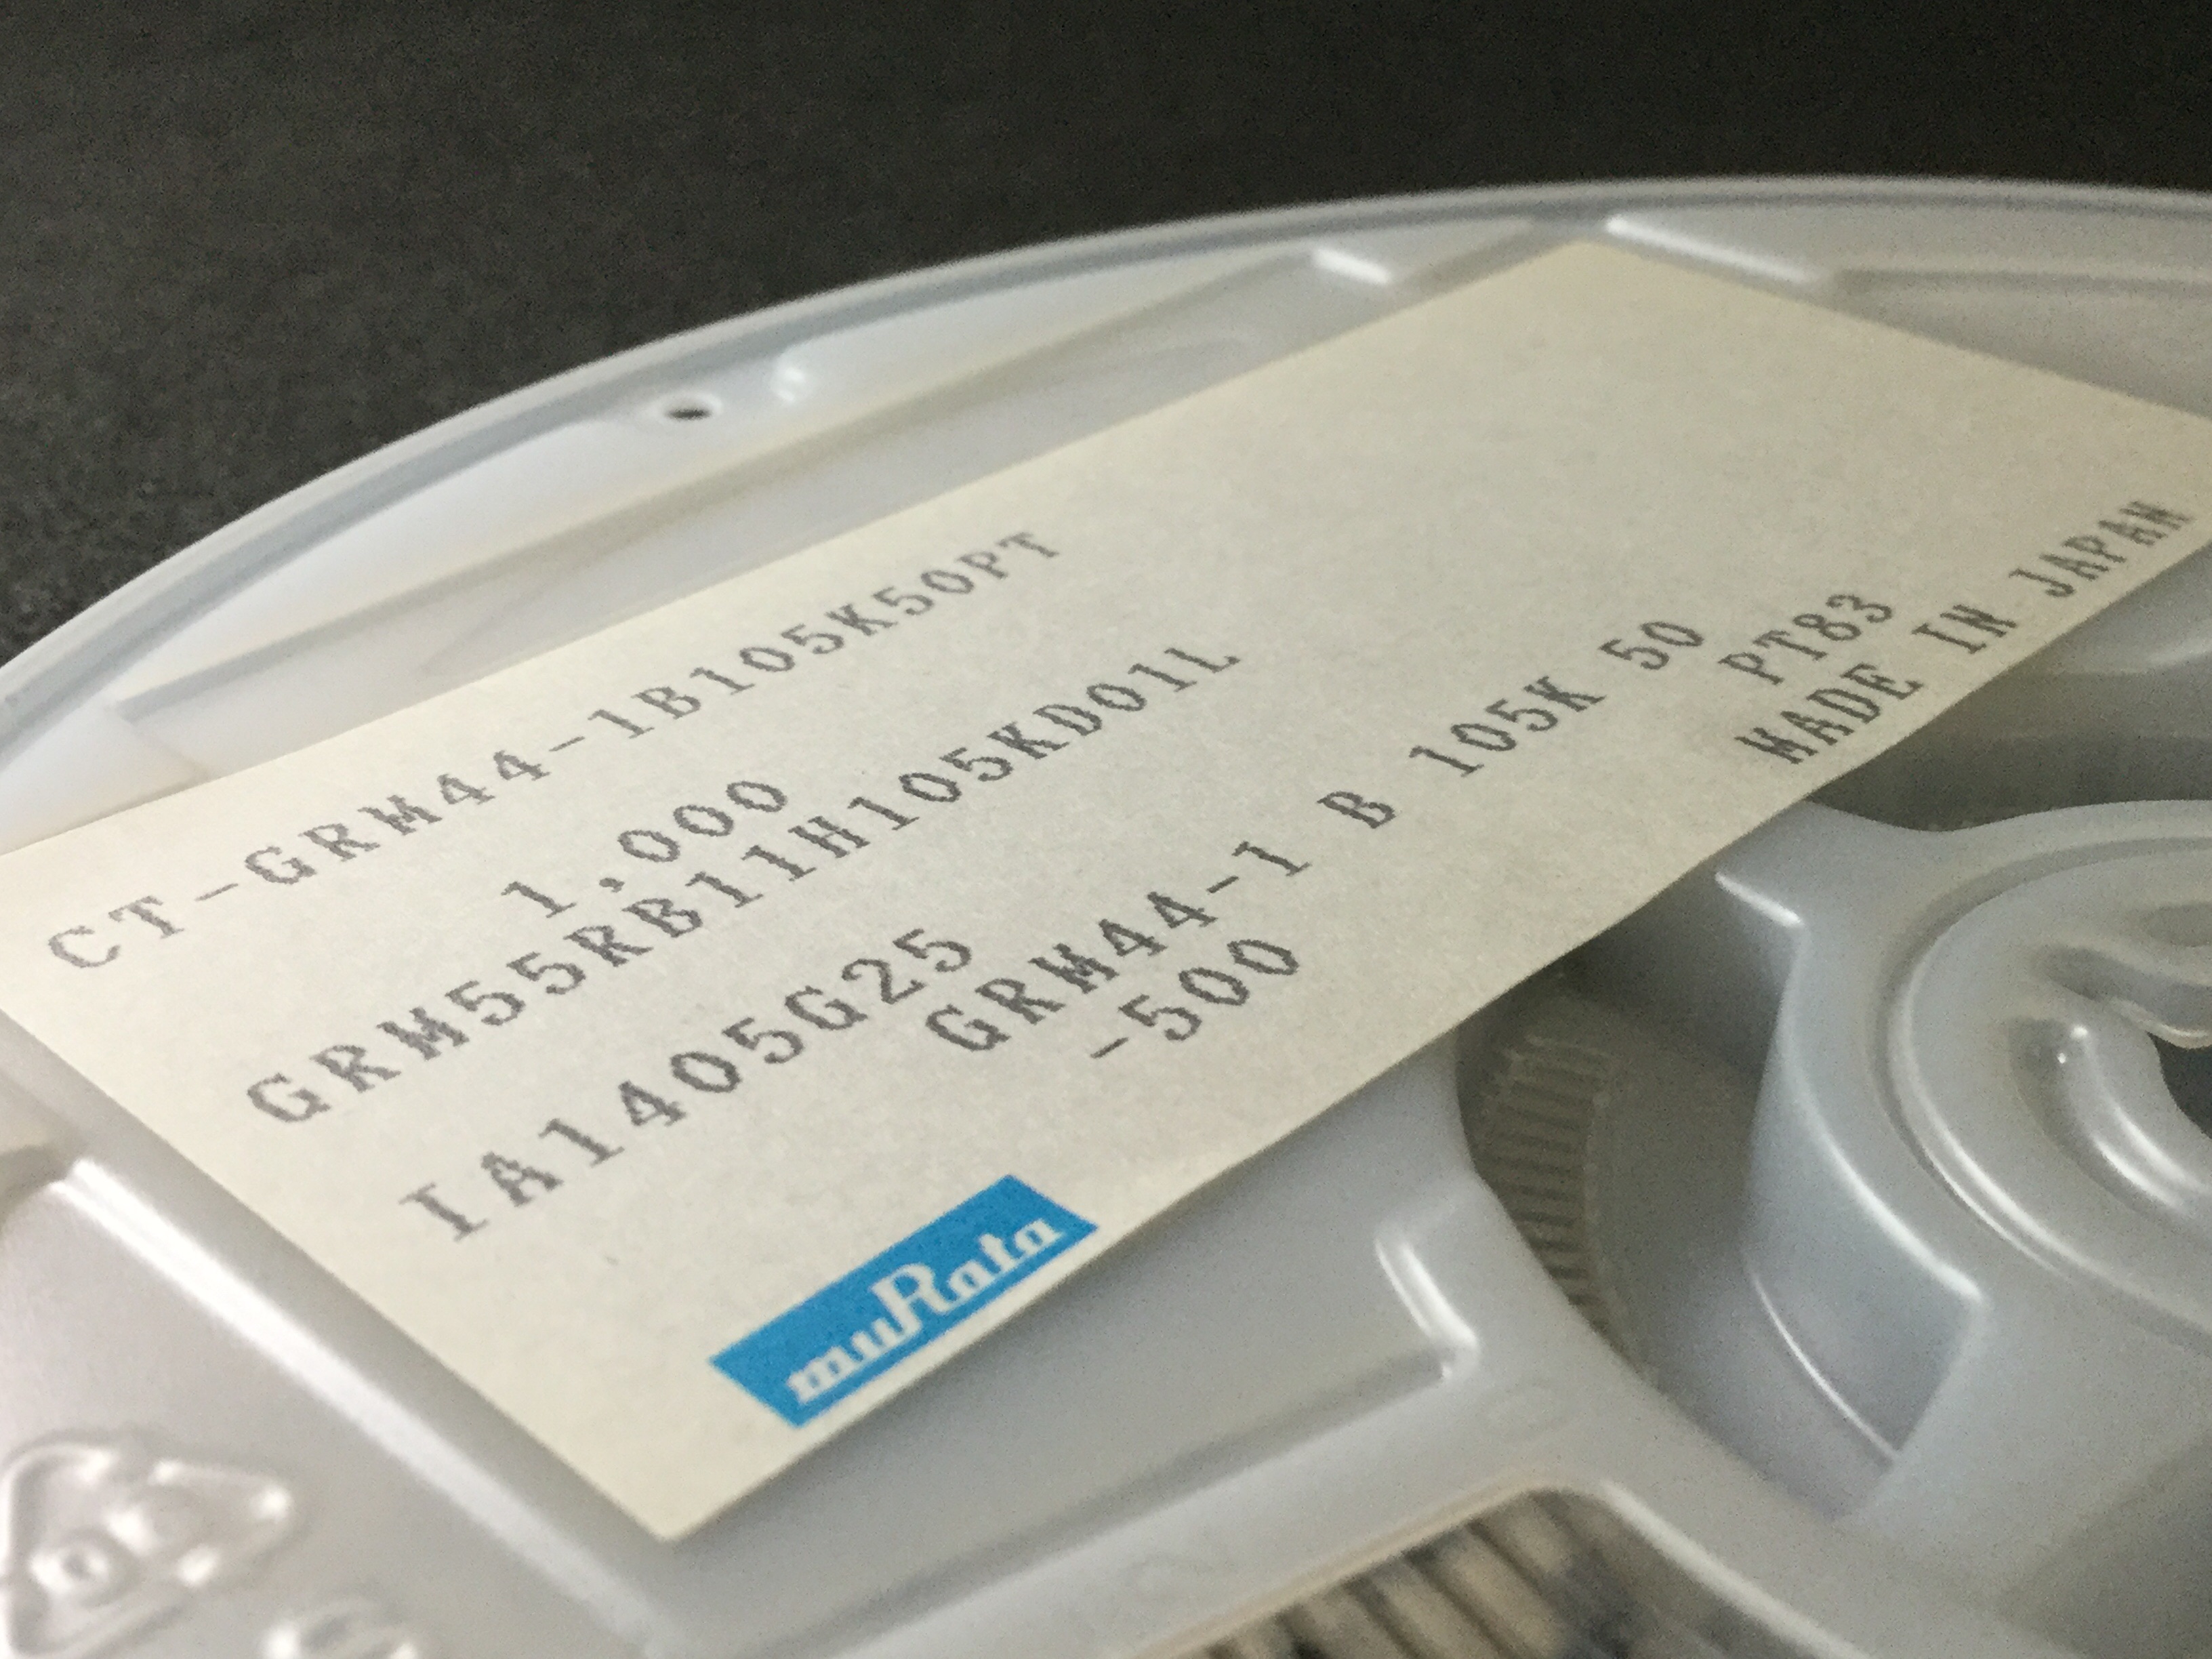 CT-GRM44-1B105K50PT
1.000
GRM55RB11H105KD01L
IA1405G25
GRM44-1 B 105K 50
-500 PT83
MADE IN JAPAN
muRata